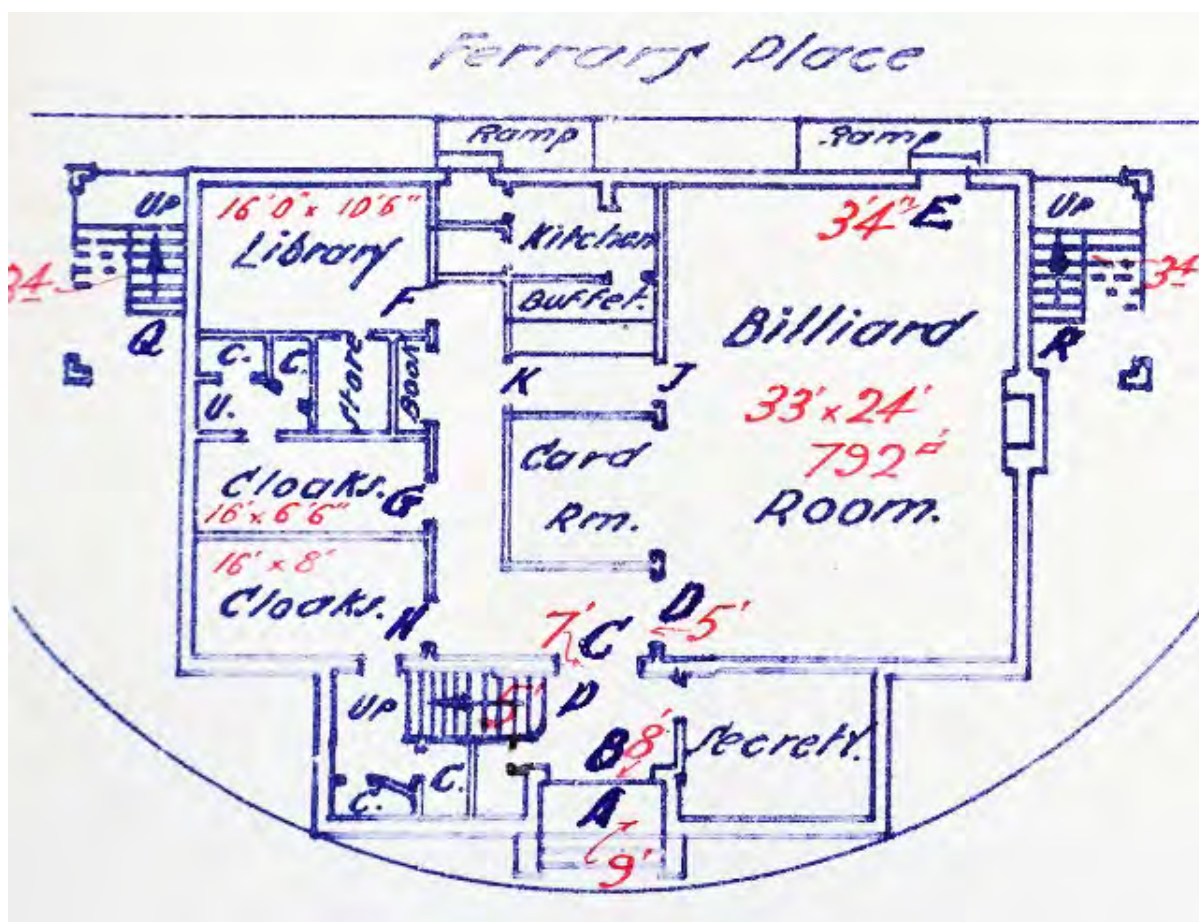 Ferrars Place
Ramp
Ramp
UP
16'0" x 10'6"
Library
Kitchen
3'4" E
UP
34
F
Buffet.
34
Q
Billiard
R
C.
C.
Store
Book
K
J
U.
33' x 24'
792
Card
Rm.
Cloaks.
G
16' x 6'6"
Room.
16' x 8'
Cloaks.
H
7'
C
D
5'
UP
5'
P
B
8'
Secrety.
C.
C.
A
9'